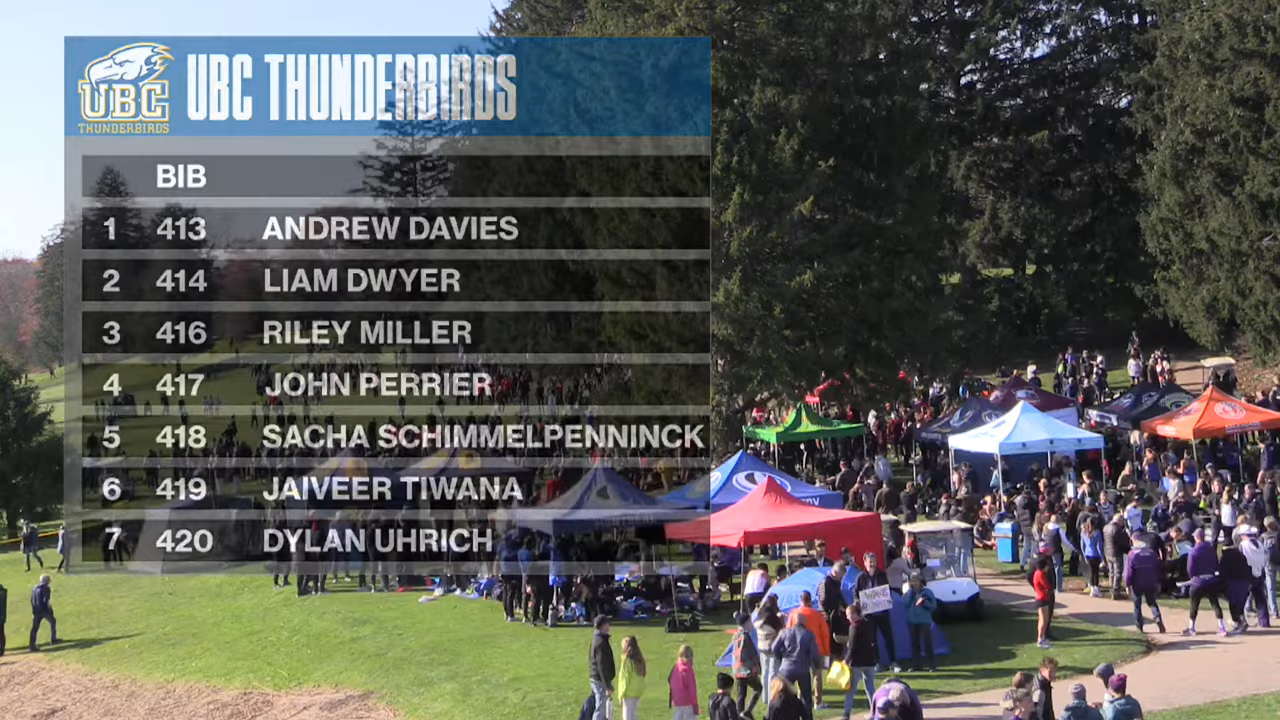 UBC
THUNDERBIRDS
UBC THUNDERBIRDS
BIB
1 413 ANDREW DAVIES
2 414 LIAM DWYER
3 416 RILEY MILLER
4 417 JOHN PERRIER
5 418 SACHA SCHIMMELPENNINCK
6 419 JAIVEER TIWANA
7 420 DYLAN UHRICH